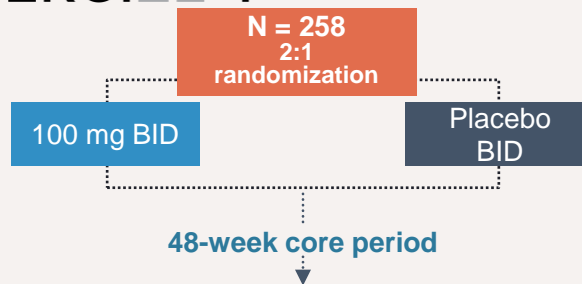 N = 258
2:1
randomization
100 mg BID
Placebo
BID
48-week core period